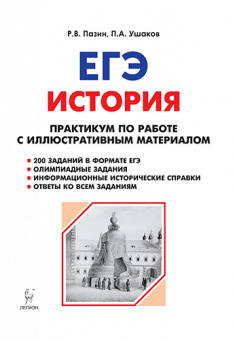 Р.В. Пазин, П.А. Ушаков
ЕГЭ
ИСТОРИЯ
ПРАКТИКУМ ПО РАБОТЕ
С ИЛЛЮСТРАТИВНЫМ МАТЕРИАЛОМ
200 ЗАДАНИЙ В ФОРМАТЕ ЕГЭ
ОЛИМПИАДНЫЕ ЗАДАНИЯ
ИНФОРМАЦИОННЫЕ ИСТОРИЧЕСКИЕ СПРАВКИ
ОТВЕТЫ КО ВСЕМ ЗАДАНИЯМ
ЛЕГИОН